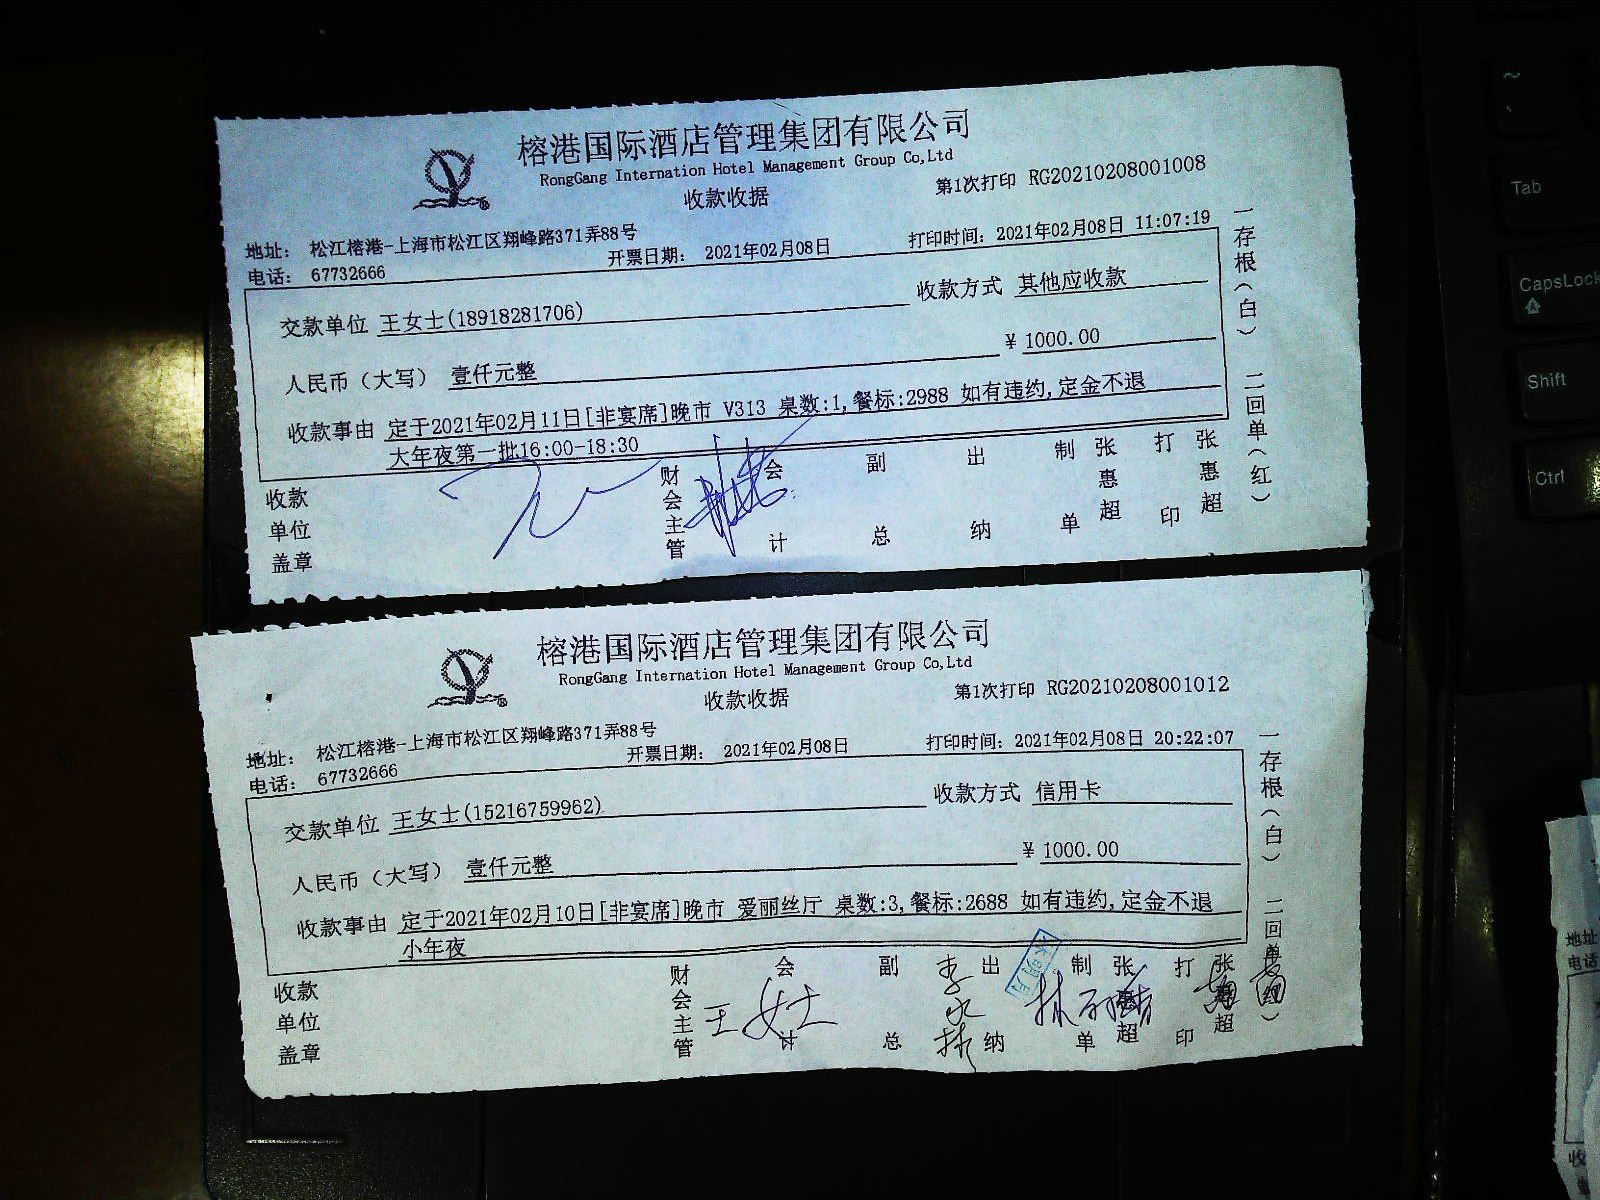 榕港国际酒店管理集团有限公司
RongGang Internation Hotel Management Group Co,Ltd
收款收据
第1次打印 RG20210208001008
地址： 松江榕港-上海市松江区翔峰路371弄88号
电话： 67732666
开票日期： 2021年02月08日
打印时间：2021年02月08日 11:07:19
交款单位 王女士(18918281706)
收款方式 其他应收款
人民币（大写） 壹仟元整
¥ 1000.00
收款事由 定于2021年02月11日[非宴席]晚市 V313 桌数:1,餐标:2988 如有违约,定金不退
大年夜第一批16:00-18:30
收款单位盖章
财会主管
会计
副总
出纳
制单
张惠超
打印
张惠超
一存根（白） 二回单（红）
榕港国际酒店管理集团有限公司
RongGang Internation Hotel Management Group Co,Ltd
收款收据
第1次打印 RG20210208001012
地址： 松江榕港-上海市松江区翔峰路371弄88号
电话： 67732666
开票日期： 2021年02月08日
打印时间：2021年02月08日 20:22:07
交款单位 王女士(15216759962)
收款方式 信用卡
人民币（大写） 壹仟元整
¥ 1000.00
收款事由 定于2021年02月10日[非宴席]晚市 爱丽丝厅 桌数:3,餐标:2688 如有违约,定金不退
小年夜
收款单位盖章
财会主管
王女士
会计
副总
出纳
制单
张惠超
打印
张惠超
一存根（白） 二回单（红）
~
Tab
CapsLock
Shift
Ctrl
地址
电话
收